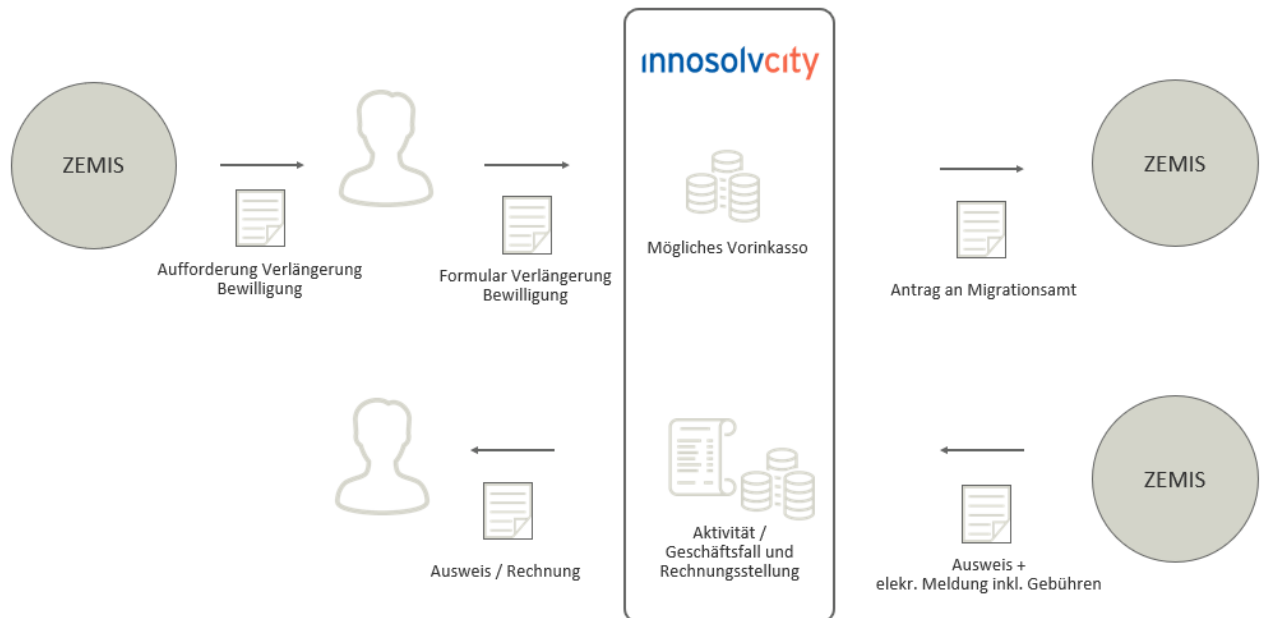 innosolvcity
ZEMIS
ZEMIS
Aufforderung Verlängerung
Bewilligung
Formular Verlängerung
Bewilligung
Mögliches Vorinkasso
Antrag an Migrationsamt
ZEMIS
Ausweis / Rechnung
Aktivität /
Geschäftsfall und
Rechnungsstellung
Ausweis +
elekr. Meldung inkl. Gebühren